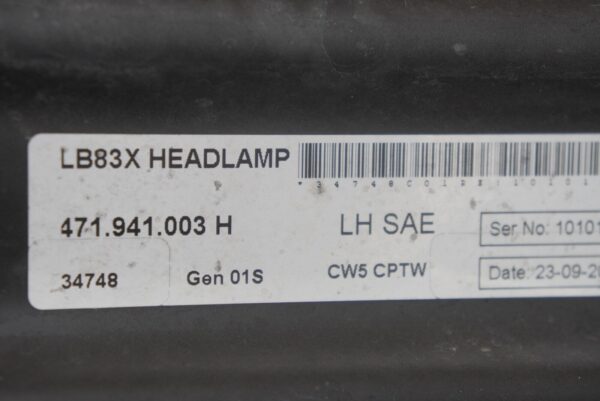 LB83X HEADLAMP
471.941.003 H LH SAE Ser No: 10101
34748 Gen 01S CW5 CPTW Date: 23-09-20